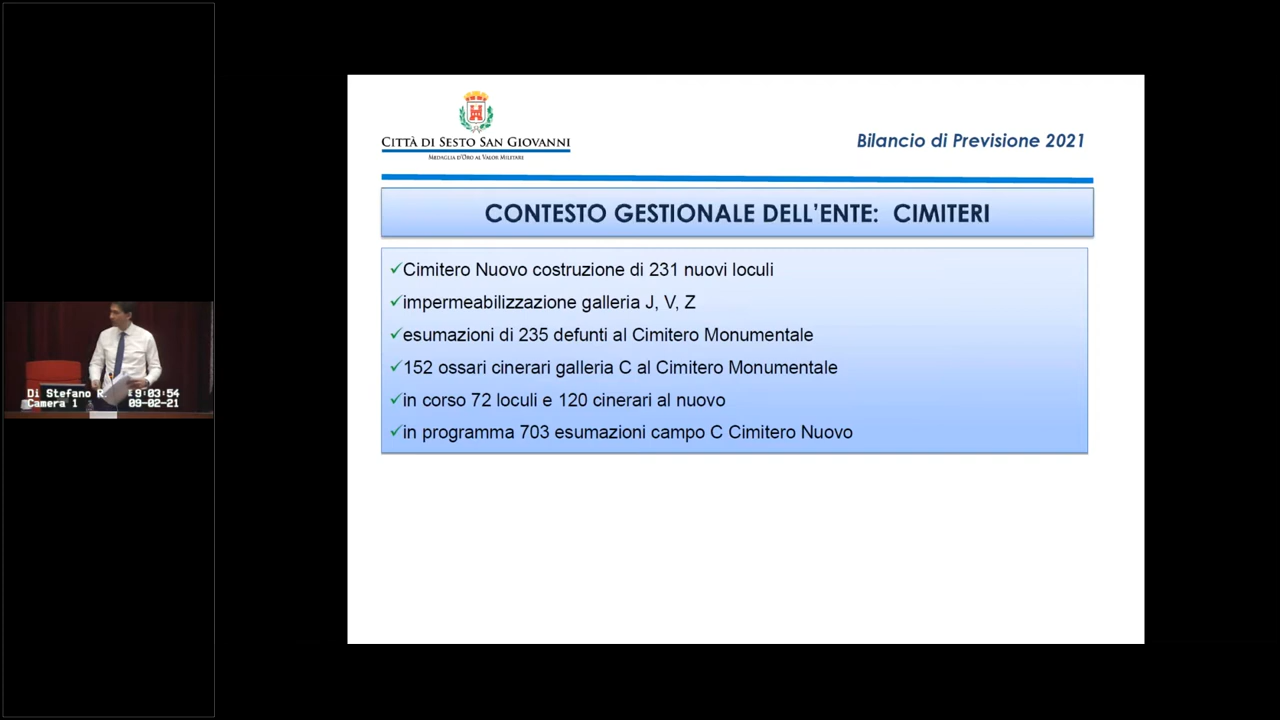 CITTÀ DI SESTO SAN GIOVANNI
MEDAGLIA D'ORO AL VALOR MILITARE
Bilancio di Previsione 2021
CONTESTO GESTIONALE DELL'ENTE: CIMITERI
✓Cimitero Nuovo costruzione di 231 nuovi loculi
✓impermeabilizzazione galleria J, V, Z
✓esumazioni di 235 defunti al Cimitero Monumentale
✓152 ossari cinerari galleria C al Cimitero Monumentale
✓in corso 72 loculi e 120 cinerari al nuovo
✓in programma 703 esumazioni campo C Cimitero Nuovo
Di Stefano R. 9:03:54
Camera 1 09-02-21